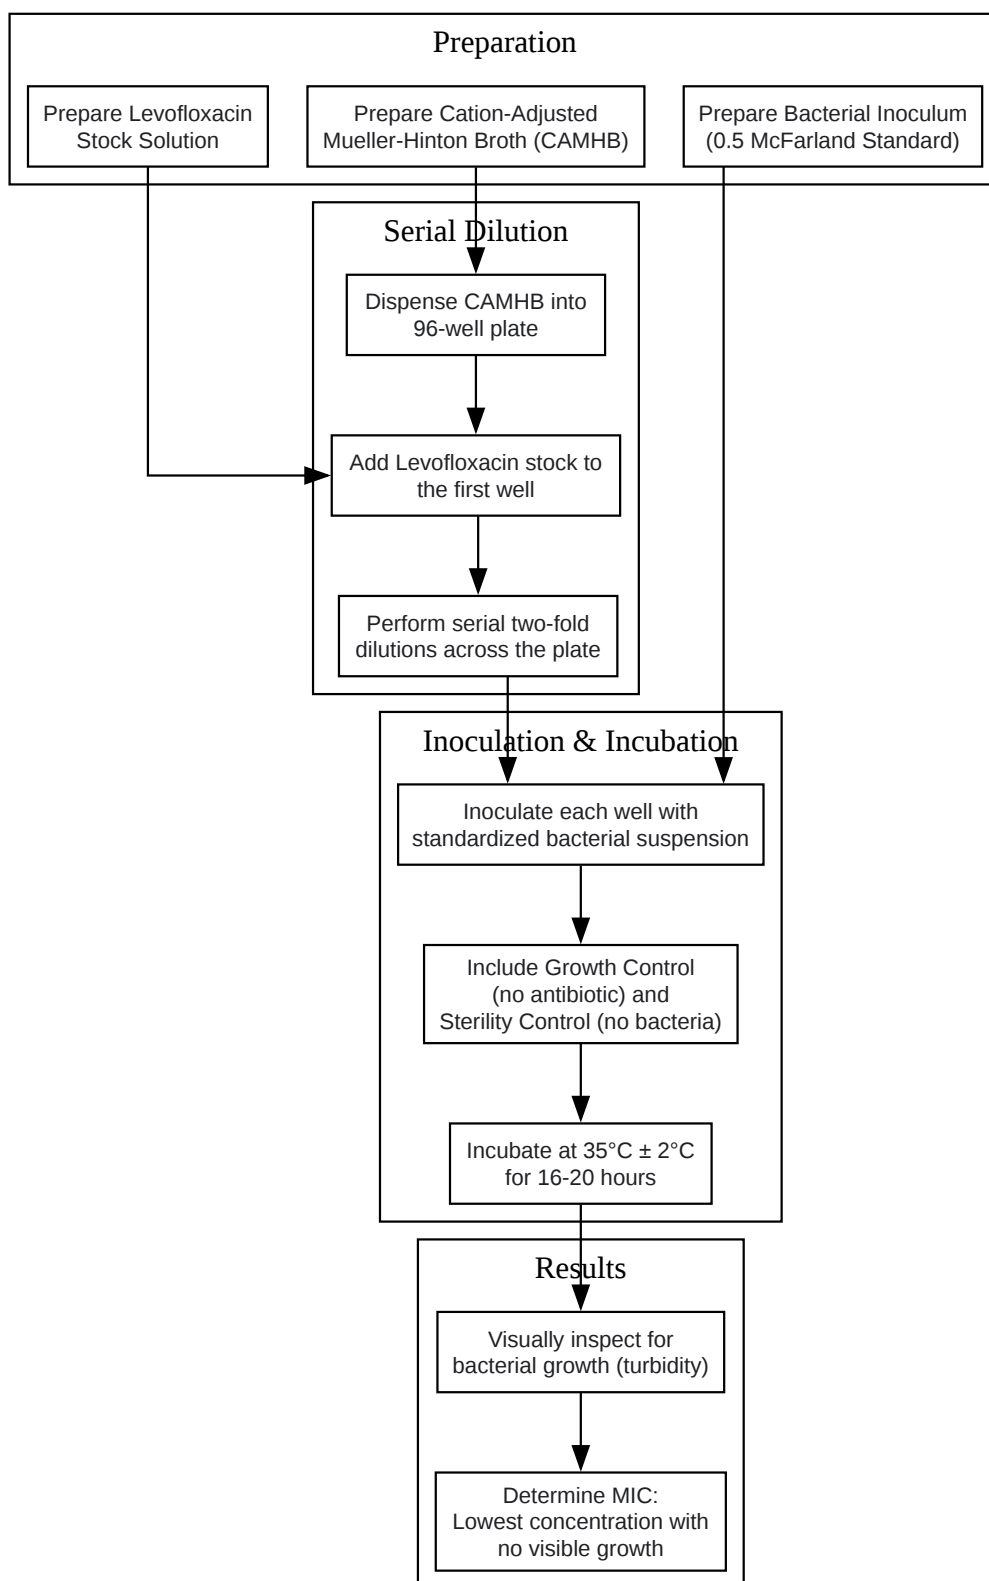 Preparation
Prepare Levofloxacin
Stock Solution
Prepare Cation-Adjusted
Mueller-Hinton Broth (CAMHB)
Prepare Bacterial Inoculum
(0.5 McFarland Standard)
Serial Dilution
Dispense CAMHB into
96-well plate
Add Levofloxacin stock to
the first well
Perform serial two-fold
dilutions across the plate
Inoculation & Incubation
Inoculate each well with
standardized bacterial suspension
Include Growth Control
(no antibiotic) and
Sterility Control (no bacteria)
Incubate at 35°C ± 2°C
for 16-20 hours
Results
Visually inspect for
bacterial growth (turbidity)
Determine MIC:
Lowest concentration with
no visible growth